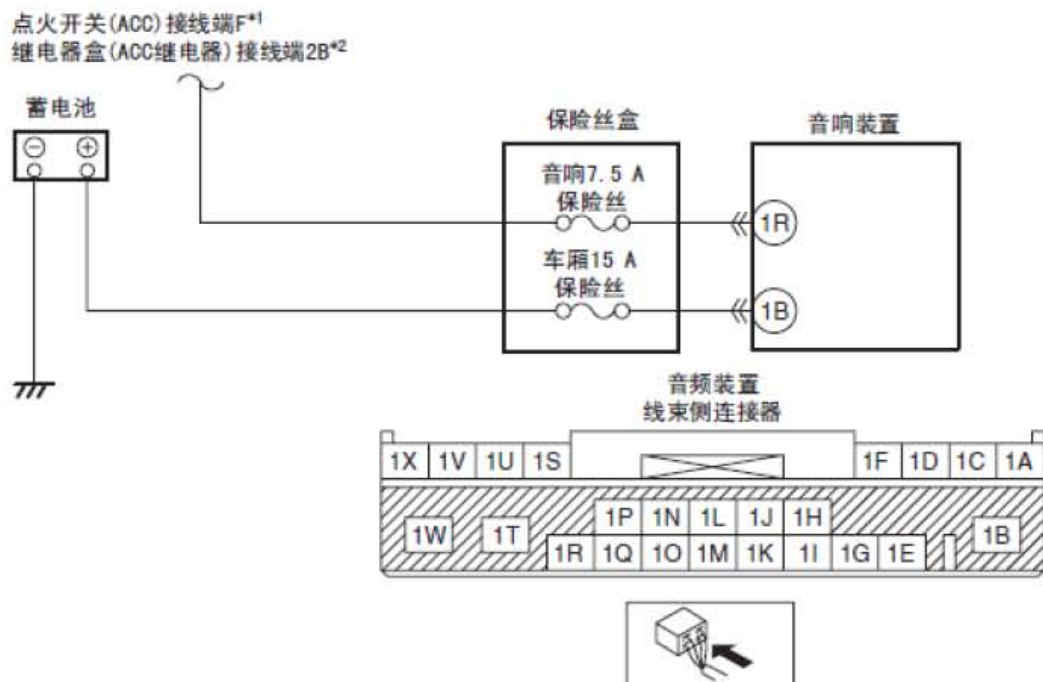 点火开关(ACC)接线端F*1
继电器盒(ACC继电器)接线端2B*2
蓄电池
保险丝盒
音响装置
音响7.5 A
保险丝
1R
车厢15 A
保险丝
1B
音频装置
线束侧连接器
1X 1V 1U 1S 1F 1D 1C 1A
1P 1N 1L 1J 1H
1W 1T 1B
1R 1Q 1O 1M 1K 1I 1G 1E